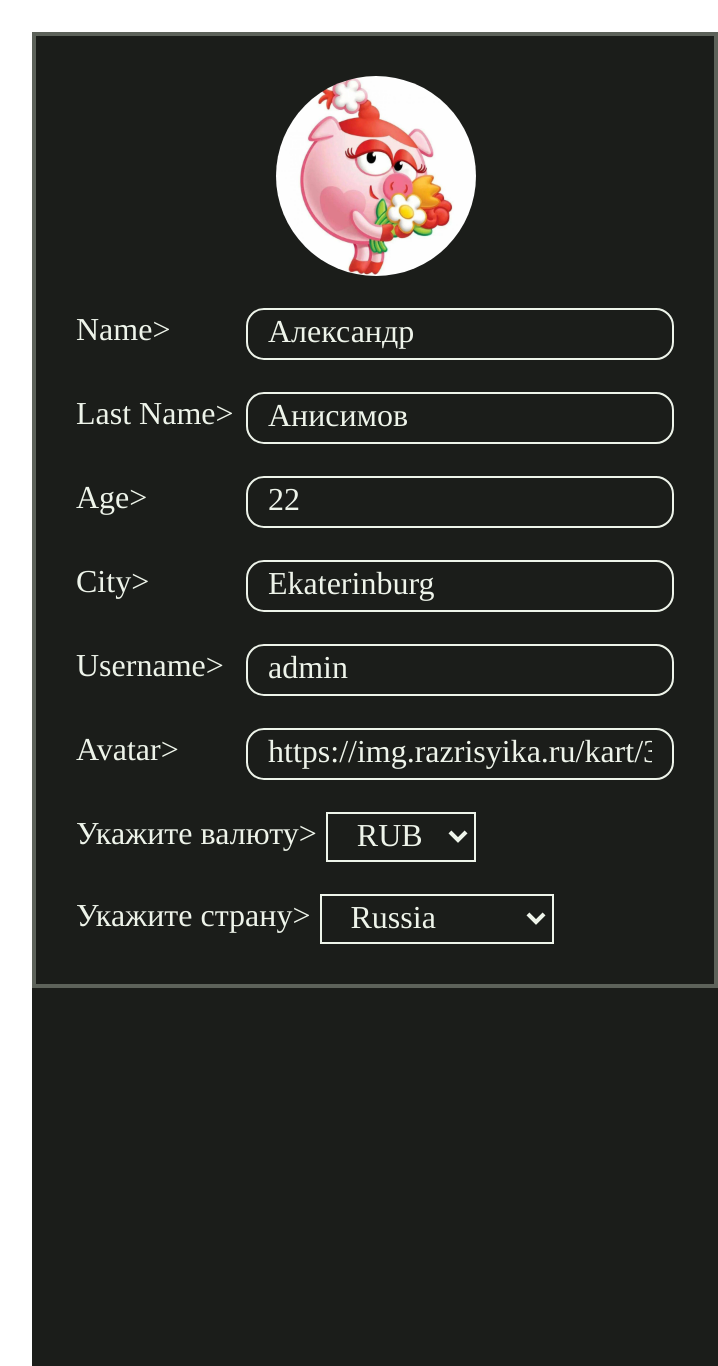 Name> Александр
Last Name> Анисимов
Age> 22
City> Ekaterinburg
Username> admin
Avatar> https://img.razrisyika.ru/kart/3
Укажите валюту> RUB
Укажите страну> Russia